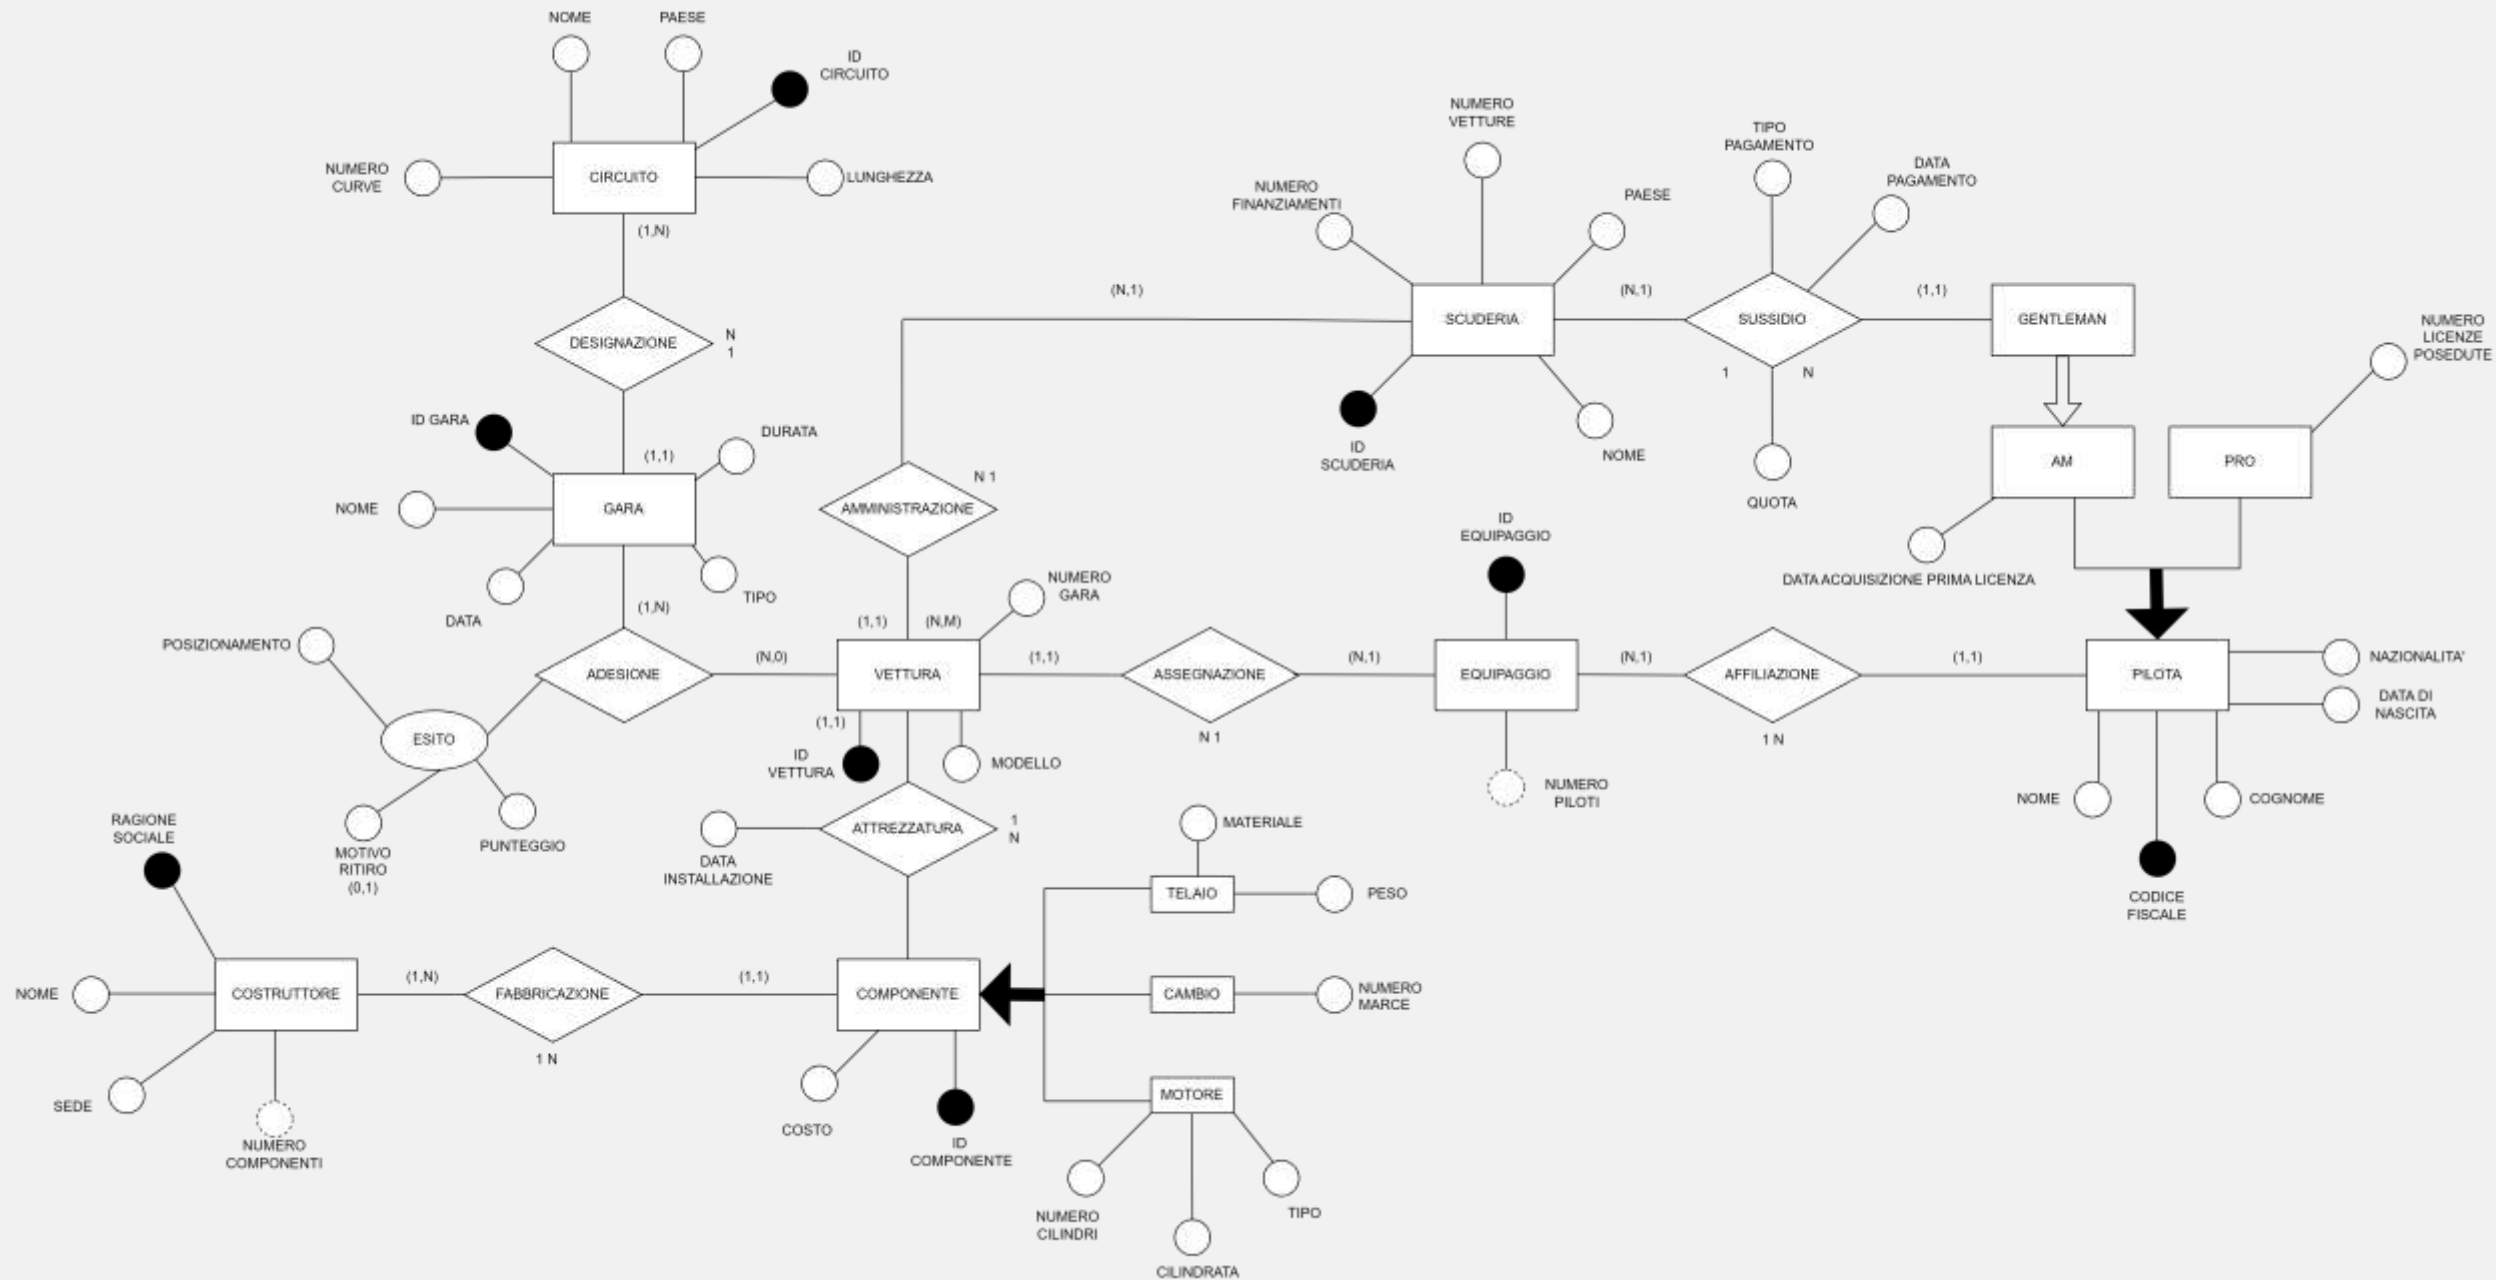 NOME
PAESE
ID
CIRCUITO
NUMERO
CURVE
CIRCUITO
LUNGHEZZA
(1,N)
DESIGNAZIONE
N
1
ID GARA
(1,1)
DURATA
NOME
GARA
DATA
(1,N)
TIPO
POSIZIONAMENTO
ADESIONE
(N,0)
ESITO
MOTIVO
RITIRO
(0,1)
PUNTEGGIO
NUMERO
VETTURE
NUMERO
FINANZIAMENTI
PAESE
TIPO
PAGAMENTO
DATA
PAGAMENTO
(N,1)
SCUDERIA
(N,1)
SUSSIDIO
(1,1)
GENTLEMAN
1
N
ID
SCUDERIA
NOME
QUOTA
NUMERO
LICENZE
POSEDUTE
AM
PRO
DATA ACQUISIZIONE PRIMA LICENZA
N 1
AMMINISTRAZIONE
NUMERO
GARA
(1,1)
(N,M)
VETTURA
(1,1)
ASSEGNAZIONE
N 1
(N,1)
ID
EQUIPAGGIO
EQUIPAGGIO
NUMERO
PILOTI
(N,1)
AFFILIAZIONE
1 N
(1,1)
PILOTA
NAZIONALITA'
DATA DI
NASCITA
NOME
COGNOME
CODICE
FISCALE
(1,1)
ID
VETTURA
MODELLO
ATTREZZATURA
1
N
DATA
INSTALLAZIONE
RAGIONE
SOCIALE
NOME
COSTRUTTORE
(1,N)
FABBRICAZIONE
1 N
(1,1)
COMPONENTE
SEDE
NUMERO
COMPONENTI
COSTO
ID
COMPONENTE
MATERIALE
TELAIO
PESO
CAMBIO
NUMERO
MARCE
MOTORE
NUMERO
CILINDRI
CILINDRATA
TIPO